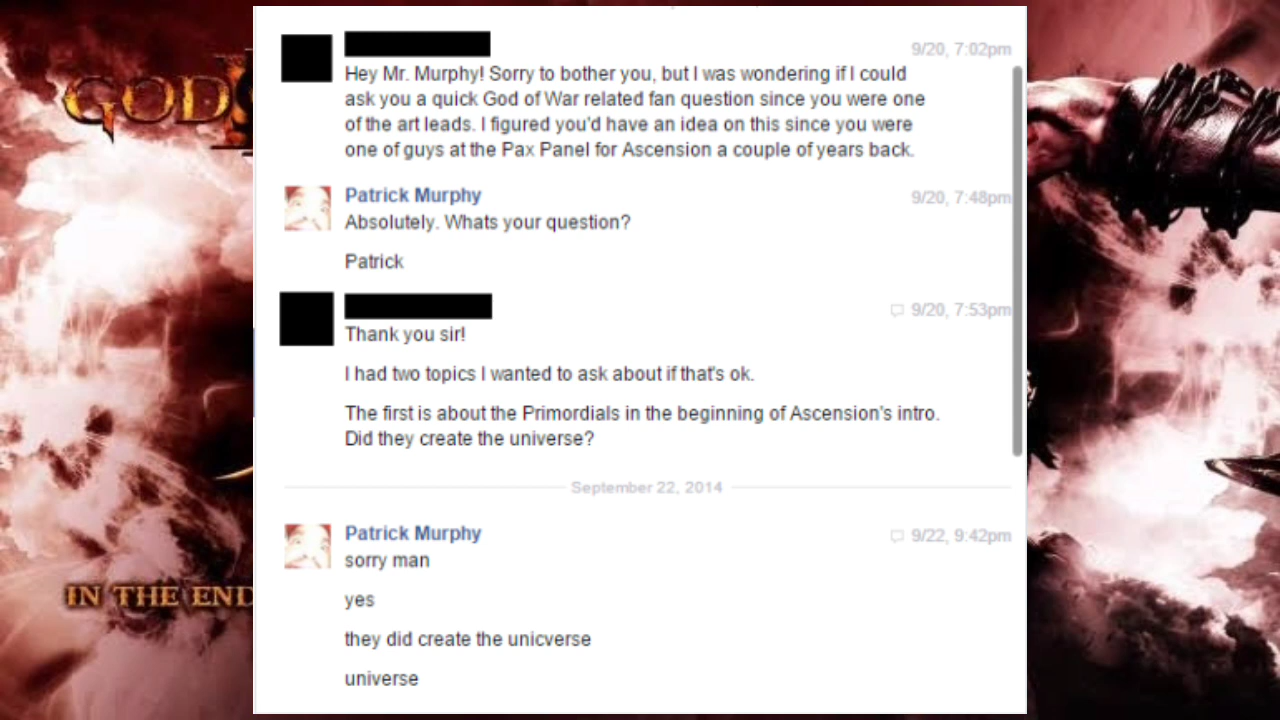 GOD
IN THE END
9/20, 7:02pm
Hey Mr. Murphy! Sorry to bother you, but I was wondering if I could
ask you a quick God of War related fan question since you were one
of the art leads. I figured you'd have an idea on this since you were
one of guys at the Pax Panel for Ascension a couple of years back.
Patrick Murphy
9/20, 7:48pm
Absolutely. Whats your question?
Patrick
9/20, 7:53pm
Thank you sir!
I had two topics I wanted to ask about if that's ok.
The first is about the Primordials in the beginning of Ascension's intro.
Did they create the universe?
September 22, 2014
Patrick Murphy
9/22, 9:42pm
sorry man
yes
they did create the unicverse
universe